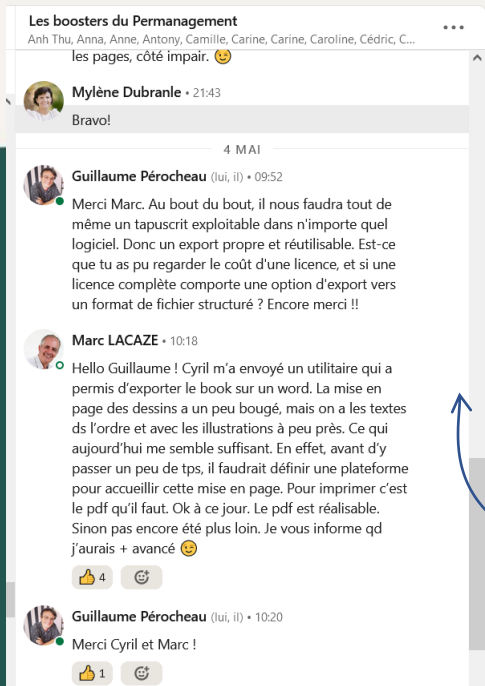 Les boosters du Permanagement
Anh Thu, Anna, Anne, Antony, Camille, Carine, Carine, Caroline, Cédric, C...
les pages, côté impair. 😉
Mylène Dubranle • 21:43
Bravo!
4 MAI
Guillaume Pérocheau (lui, il) • 09:52
Merci Marc. Au bout du bout, il nous faudra tout de
même un tapuscrit exploitable dans n'importe quel
logiciel. Donc un export propre et réutilisable. Est-ce
que tu as pu regarder le coût d'une licence, et si une
licence complète comporte une option d'export vers
un format de fichier structuré ? Encore merci !!
Marc LACAZE • 10:18
Hello Guillaume ! Cyril m’a envoyé un utilitaire qui a
permis d’exporter le book sur un word. La mise en
page des dessins a un peu bougé, mais on a les textes
ds l’ordre et avec les illustrations à peu près. Ce qui
aujourd’hui me semble suffisant. En effet, avant d’y
passer un peu de tps, il faudrait définir une plateforme
pour accueillir cette mise en page. Pour imprimer c’est
le pdf qu’il faut. Ok à ce jour. Le pdf est réalisable.
Sinon pas encore été plus loin. Je vous informe qd
j’aurais + avancé 😉
👍 4
Guillaume Pérocheau (lui, il) • 10:20
Merci Cyril et Marc !
👍 1